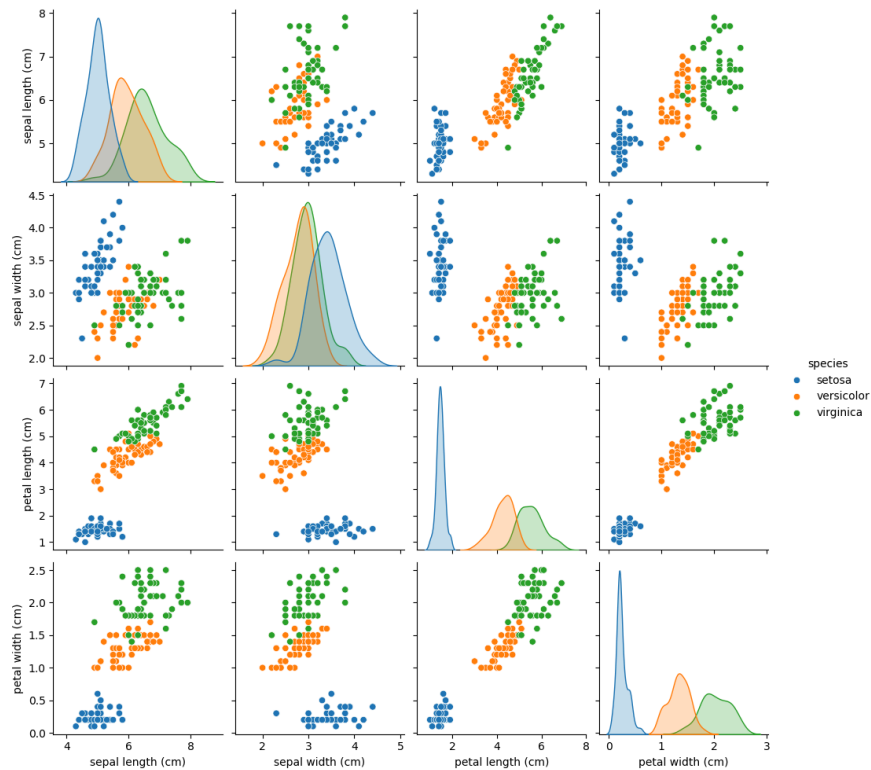 sepal length (cm)
8
7
6
5
sepal width (cm)
4.5
4.0
3.5
3.0
2.5
2.0
species
setosa
versicolor
virginica
petal length (cm)
7
6
5
4
3
2
1
petal width (cm)
2.5
2.0
1.5
1.0
0.5
0.0
4 6 8
2 3 4 5
2 4 6 8
0 1 2 3
sepal length (cm)
sepal width (cm)
petal length (cm)
petal width (cm)